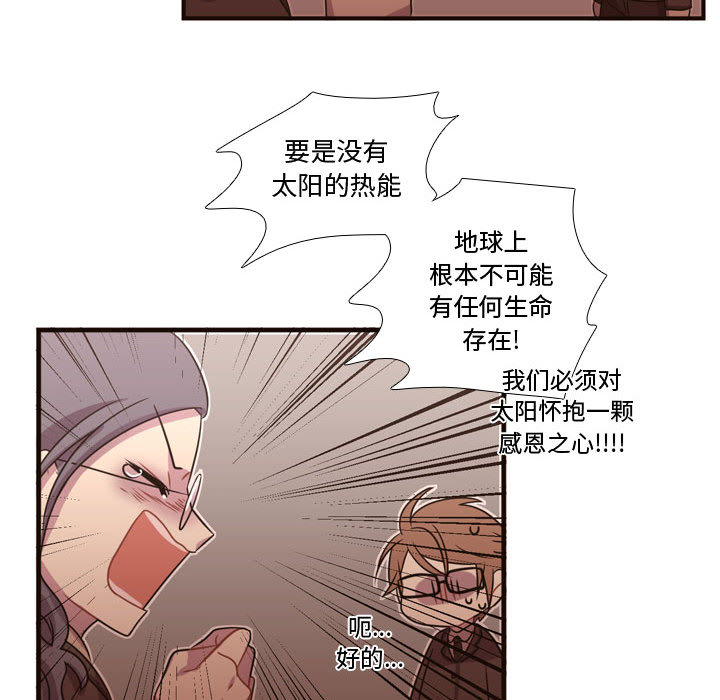 要是没有
太阳的热能
地球上
根本不可能
有任何生命
存在!
我们必须对
太阳怀抱一颗
感恩之心!!!!
呃...
好的...